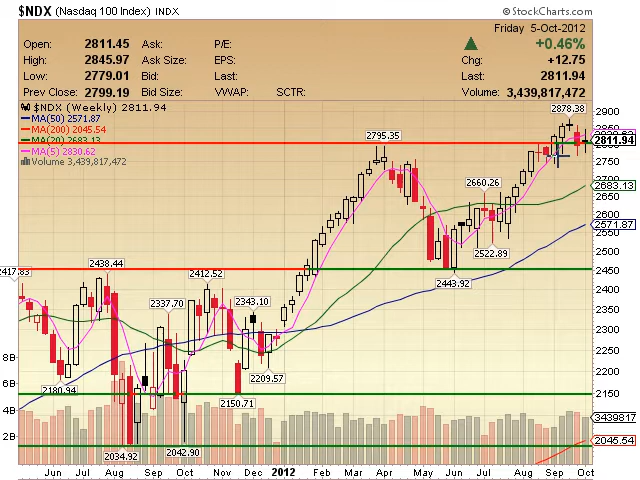 $NDX (Nasdaq 100 Index) INDX © StockCharts.com
Friday 5-Oct-2012
Open: 2811.45 Ask: P/E: +0.46%
High: 2845.97 Ask Size: EPS: Chg: +12.75
Low: 2779.01 Bid: Last: Last: 2811.94
Prev Close: 2799.19 Bid Size: VWAP: SCTR: Volume: 3,439,817,472
$NDX (Weekly) 2811.94
MA(50) 2571.87
MA(200) 2045.54
MA(20) 2683.13
MA(5) 2830.62
Volume 3,439,817,472
2878.38
2795.35
2660.26
2522.89
2443.92
2417.83
2438.44
2412.52
2337.70
2343.10
2209.57
2180.94
2150.71
2034.92
2042.90
2900
2811.94
2750
2700
2683.13
2650
2600
2571.87
2550
2500
2450
2400
2350
2300
2250
2200
2150
2100
3439817
2045.54
8B
6B
4B
2B
Jun Jul Aug Sep Oct Nov Dec 2012 Feb Mar Apr May Jun Jul Aug Sep Oct